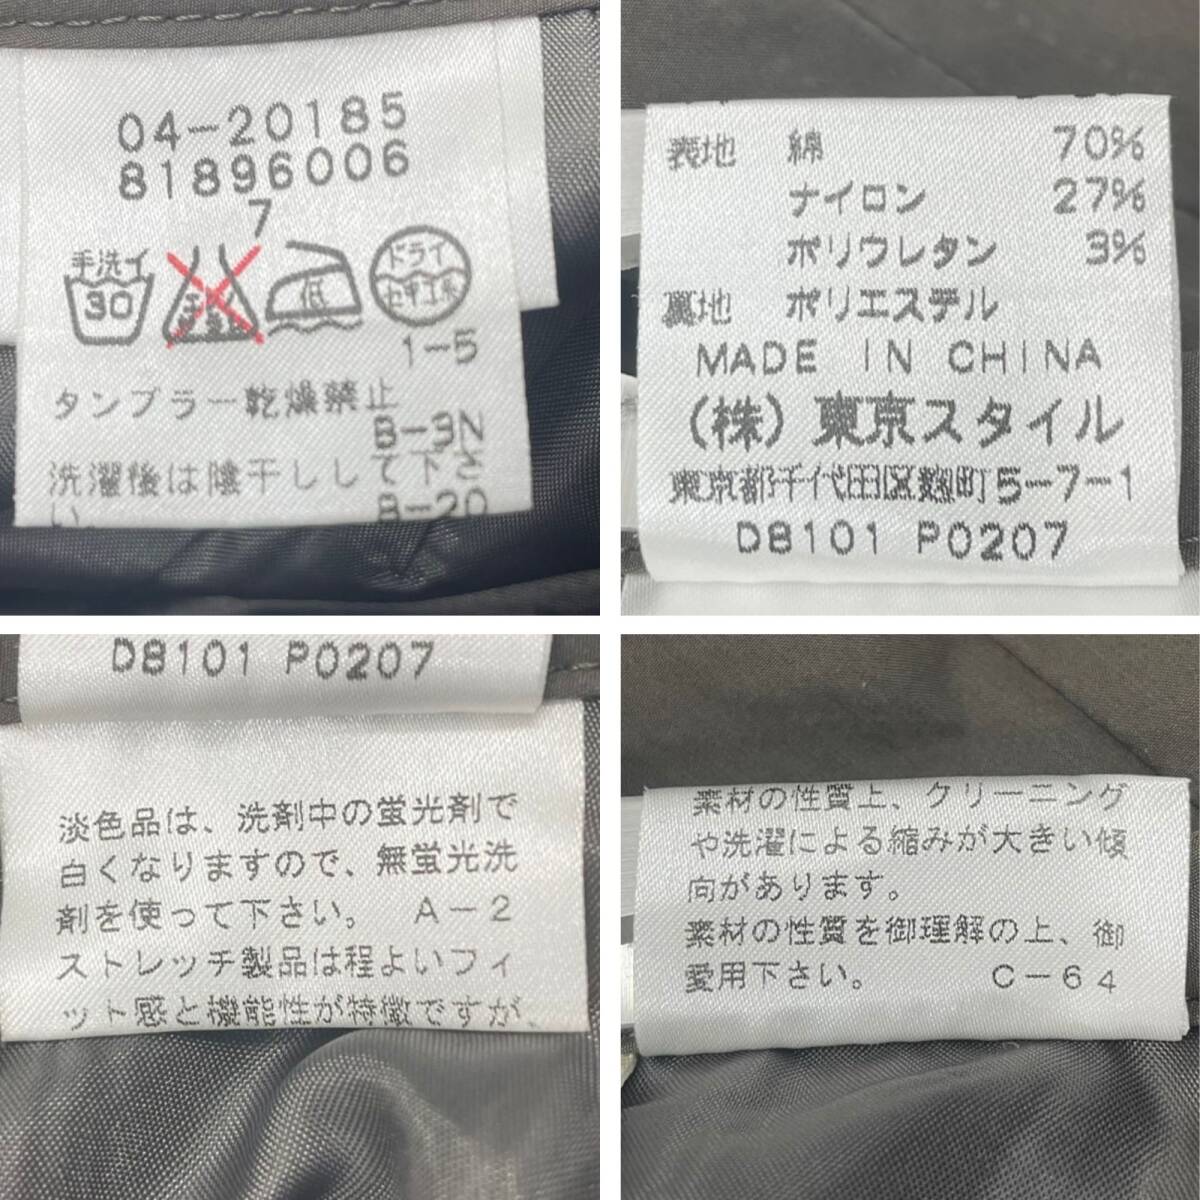 04-20185
81896006
7
手洗イ
30
低
ドライ
セキユ系
1-5
タンブラー乾燥禁止
B-3N
洗濯後は陰干しして下さ
い。
B-20
表地 綿 70%
ナイロン 27%
ポリウレタン 3%
裏地 ポリエステル
MADE IN CHINA
(株)東京スタイル
東京都千代田区麹町5-7-1
D8101 P0207
D8101 P0207
淡色品は、洗剤中の蛍光剤で
白くなりますので、無蛍光洗
剤を使って下さい。 A-2
ストレッチ製品は程よいフィ
ット感と機能性が特徴ですが、
素材の性質上、クリーニング
や洗濯による縮みが大きい傾
向があります。
素材の性質を御理解の上、御
愛用下さい。 C-64